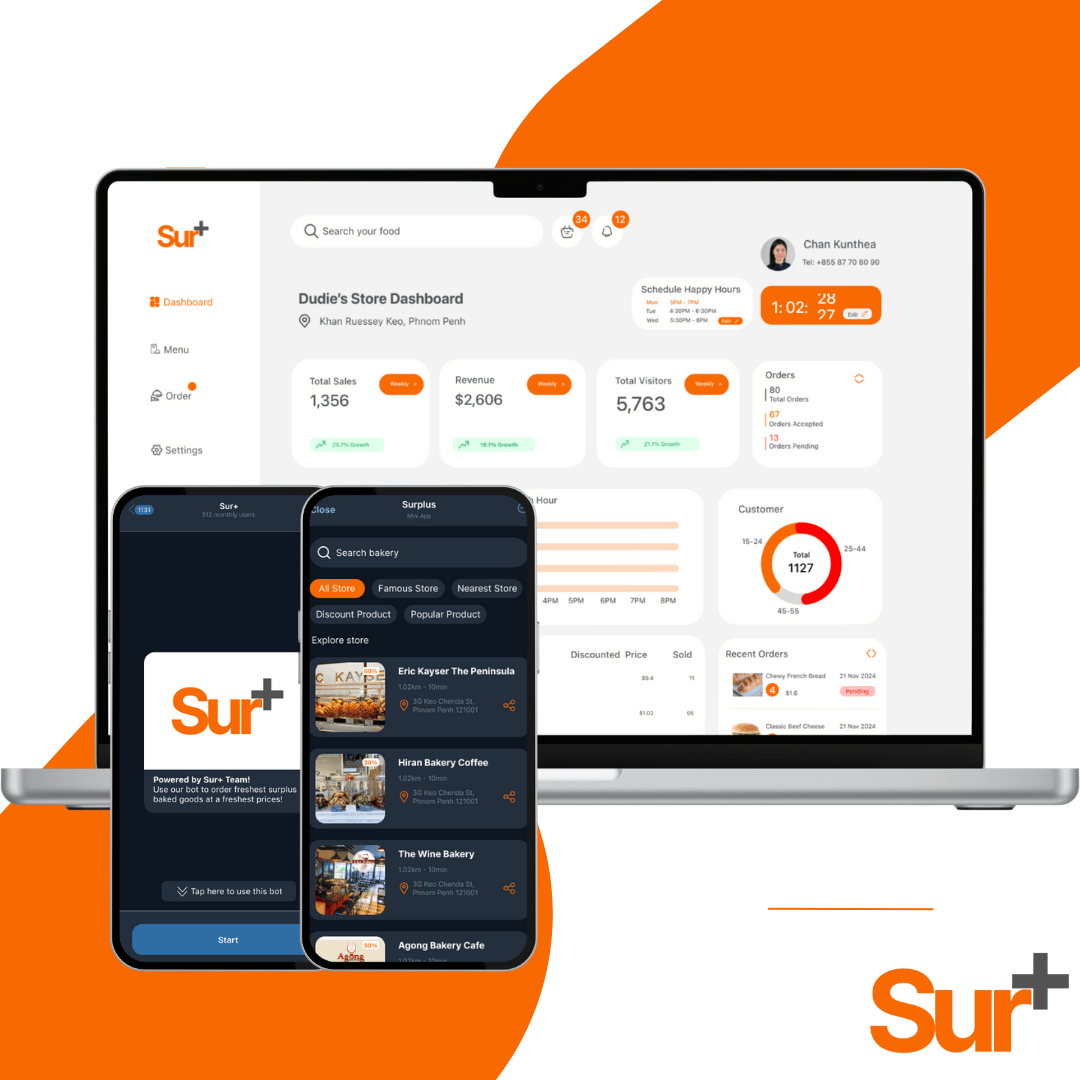 Sur+
Search your food
34
12
Chan Kunthea
Tel: +855 87 70 80 90
Dashboard
Menu
Order
Settings
Dudie's Store Dashboard
Khan Ruessey Keo, Phnom Penh
Schedule Happy Hours
Mon 5PM - 7PM
Tue 4:30PM - 6:30PM
Wed 5:30PM - 8PM
Edit
1: 02: 28
27
Edit
Total Sales
Weekly >
1,356
25.7% Growth
Revenue
Weekly >
$2,606
19.1% Growth
Total Visitors
Weekly >
5,763
21.1% Growth
Orders
80
Total Orders
67
Orders Accepted
13
Orders Pending
Hour
4PM 5PM 6PM 7PM 8PM
Customer
15-24
25-44
45-55
Total
1127
Discounted Price Sold
$0.4 11
$1.02 05
Recent Orders
Chewy French Bread 21 Nov 2024
4 $1.6 Pending
Classic Beef Cheese 21 Nov 2024
1131
Sur+
312 monthly users
Sur+
Powered by Sur+ Team!
Use our bot to order freshest surplus
baked goods at a freshest prices!
Tap here to use this bot
Start
Close
Surplus
Mini App
Search bakery
All Store Famous Store Nearest Store
Discount Product Popular Product
Explore store
C KAYSE
50%
Eric Kayser The Peninsula
1.02km - 10min
3G Keo Chenda St,
Phnom Penh 121001
30%
Hiran Bakery Coffee
1.02km - 10min
3G Keo Chenda St,
Phnom Penh 121001
The Wine Bakery
1.02km - 10min
3G Keo Chenda St,
Phnom Penh 121001
50%
Agong
Agong Bakery Cafe
1.02km - 10min
Sur+